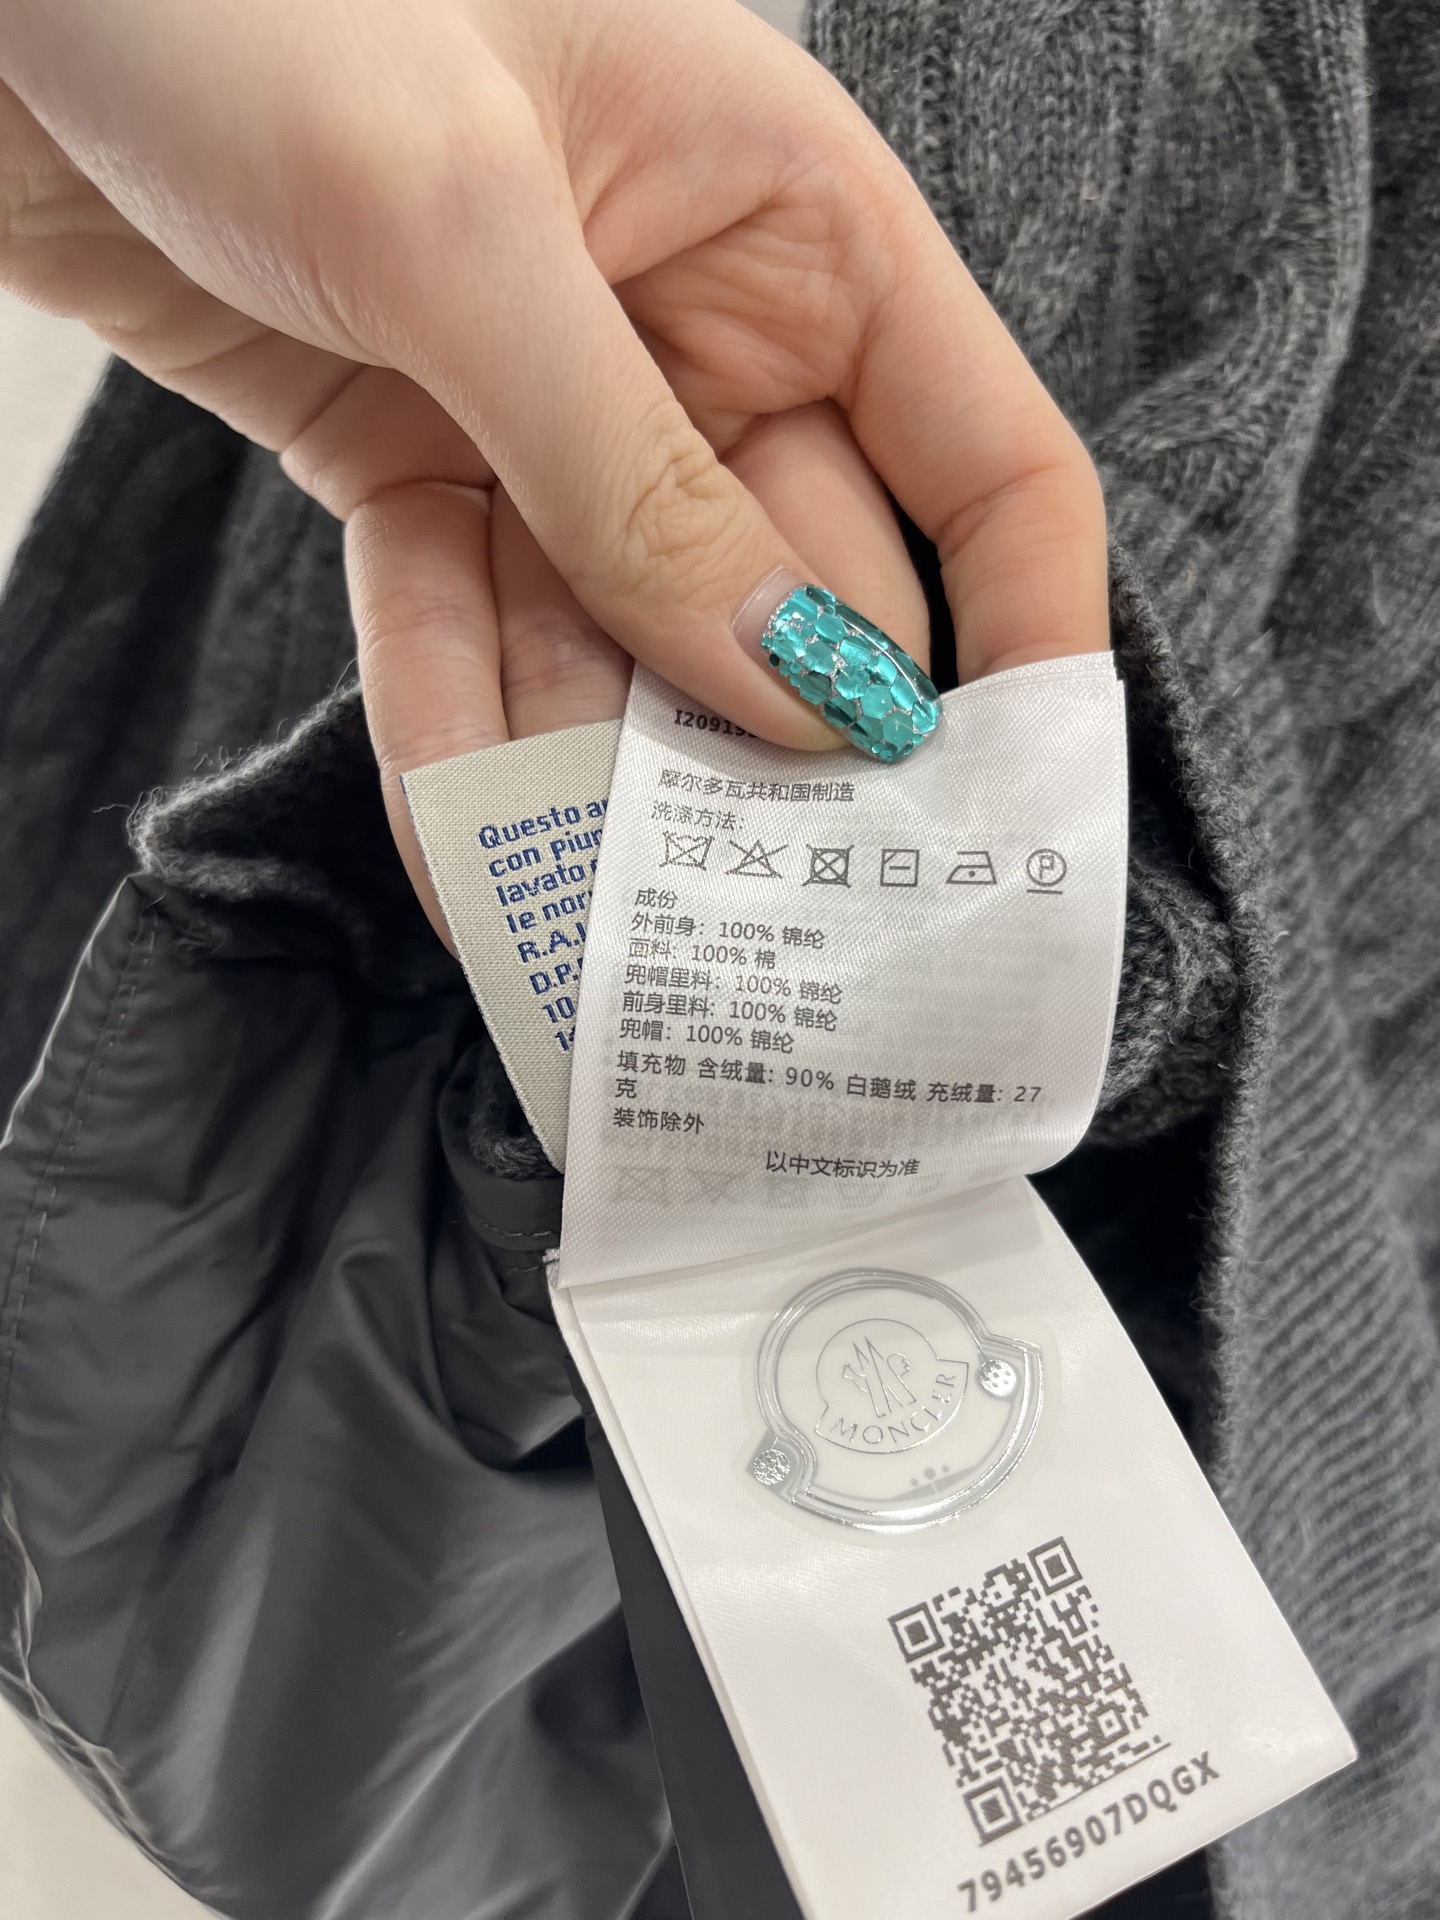 Questo
con
lavato
le
R.A.
D.P.
10
I2091
摩尔多瓦共和国制造
洗涤方法:
P
成份
外前身: 100% 锦纶
面料: 100% 棉
兜帽里料: 100% 锦纶
前身里料: 100% 锦纶
兜帽: 100% 锦纶
填充物 含绒量: 90% 白鹅绒 充绒量: 27
克
装饰除外
以中文标识为准
MONCLER
79456907DQGX